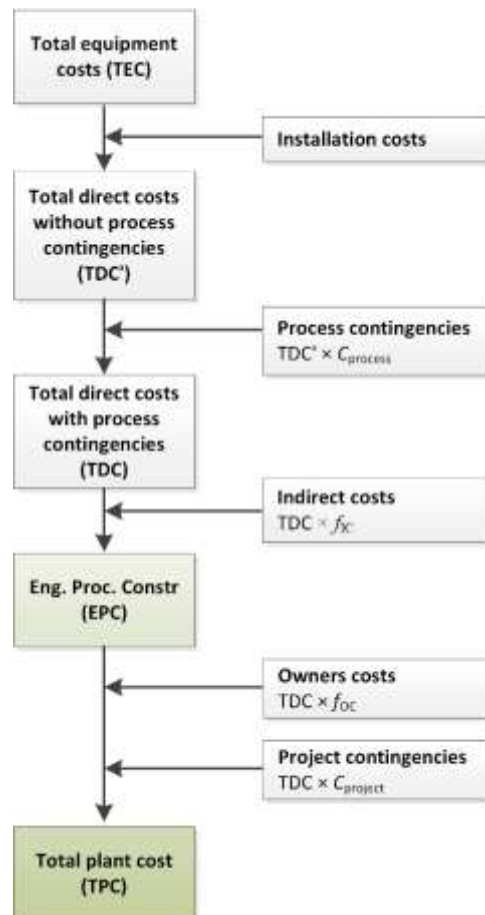 Total equipment
costs (TEC)
Installation costs
Total direct costs
without process
contingencies
(TDC°)
Process contingencies
TDC° × Cprocess
Total direct costs
with process
contingencies
(TDC)
Indirect costs
TDC × fIC
Eng. Proc. Constr
(EPC)
Owners costs
TDC × fOC
Project contingencies
TDC × Cproject
Total plant cost
(TPC)